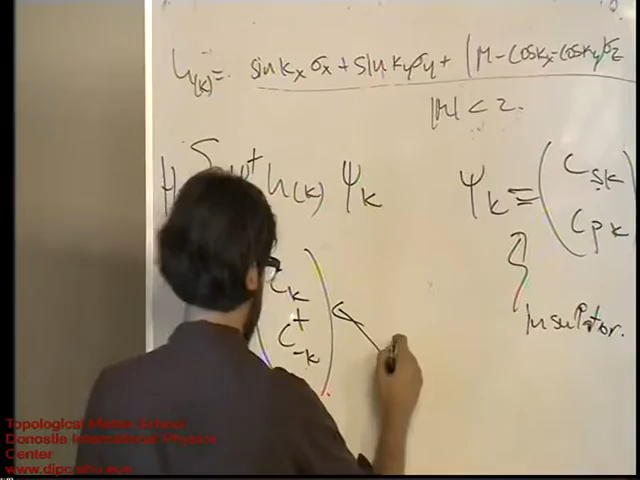 h(k) = sin kx σx + sin ky σy + (M - cos kx - cos ky) σz
|M| < 2.
H Σ ψ† h(k) ψk
ψk = ( Csk
Cpk )
Insulator.
Ck
C†-k
Topological Matter School
Donostia International Physics
Center
www.dipc.ehu.eus